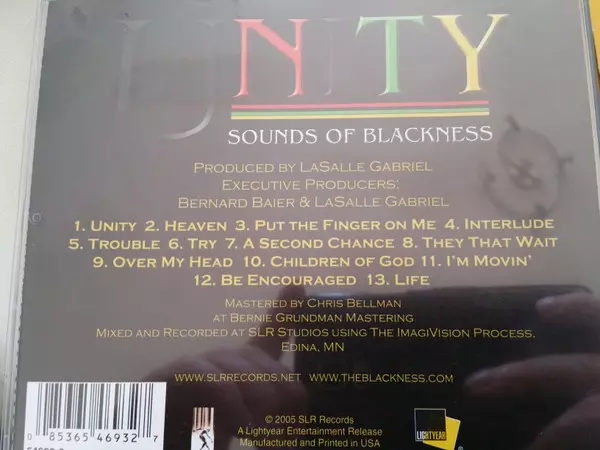 UNITY
SOUNDS OF BLACKNESS
PRODUCED BY LASALLE GABRIEL
EXECUTIVE PRODUCERS:
BERNARD BAIER & LASALLE GABRIEL
1. UNITY 2. HEAVEN 3. PUT THE FINGER ON ME 4. INTERLUDE
5. TROUBLE 6. TRY 7. A SECOND CHANCE 8. THEY THAT WAIT
9. OVER MY HEAD 10. CHILDREN OF GOD 11. I'M MOVIN'
12. BE ENCOURAGED 13. LIFE
MASTERED BY CHRIS BELLMAN
AT BERNIE GRUNDMAN MASTERING
MIXED AND RECORDED AT SLR STUDIOS USING THE IMAGIVISION PROCESS,
EDINA, MN
WWW.SLRRECORDS.NET WWW.THEBLACKNESS.COM
© 2005 SLR Records
A Lightyear Entertainment Release
Manufactured and Printed in USA
LIGHTYEAR
0 85365 46932 7